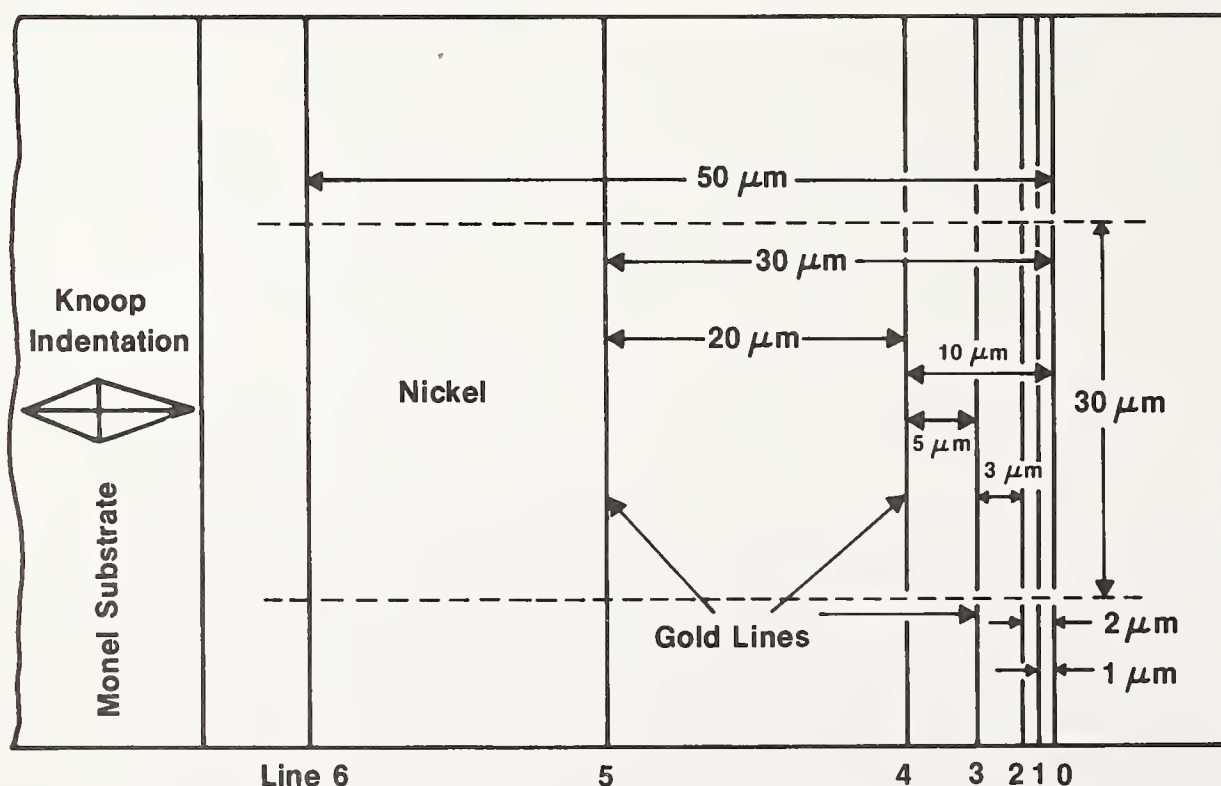 50 μm
30 μm
Knoop
Indentation
20 μm
10 μm
Nickel
30 μm
5 μm
3 μm
Monel Substrate
Gold Lines
2 μm
1 μm
Line 6 5 4 3 2 1 0